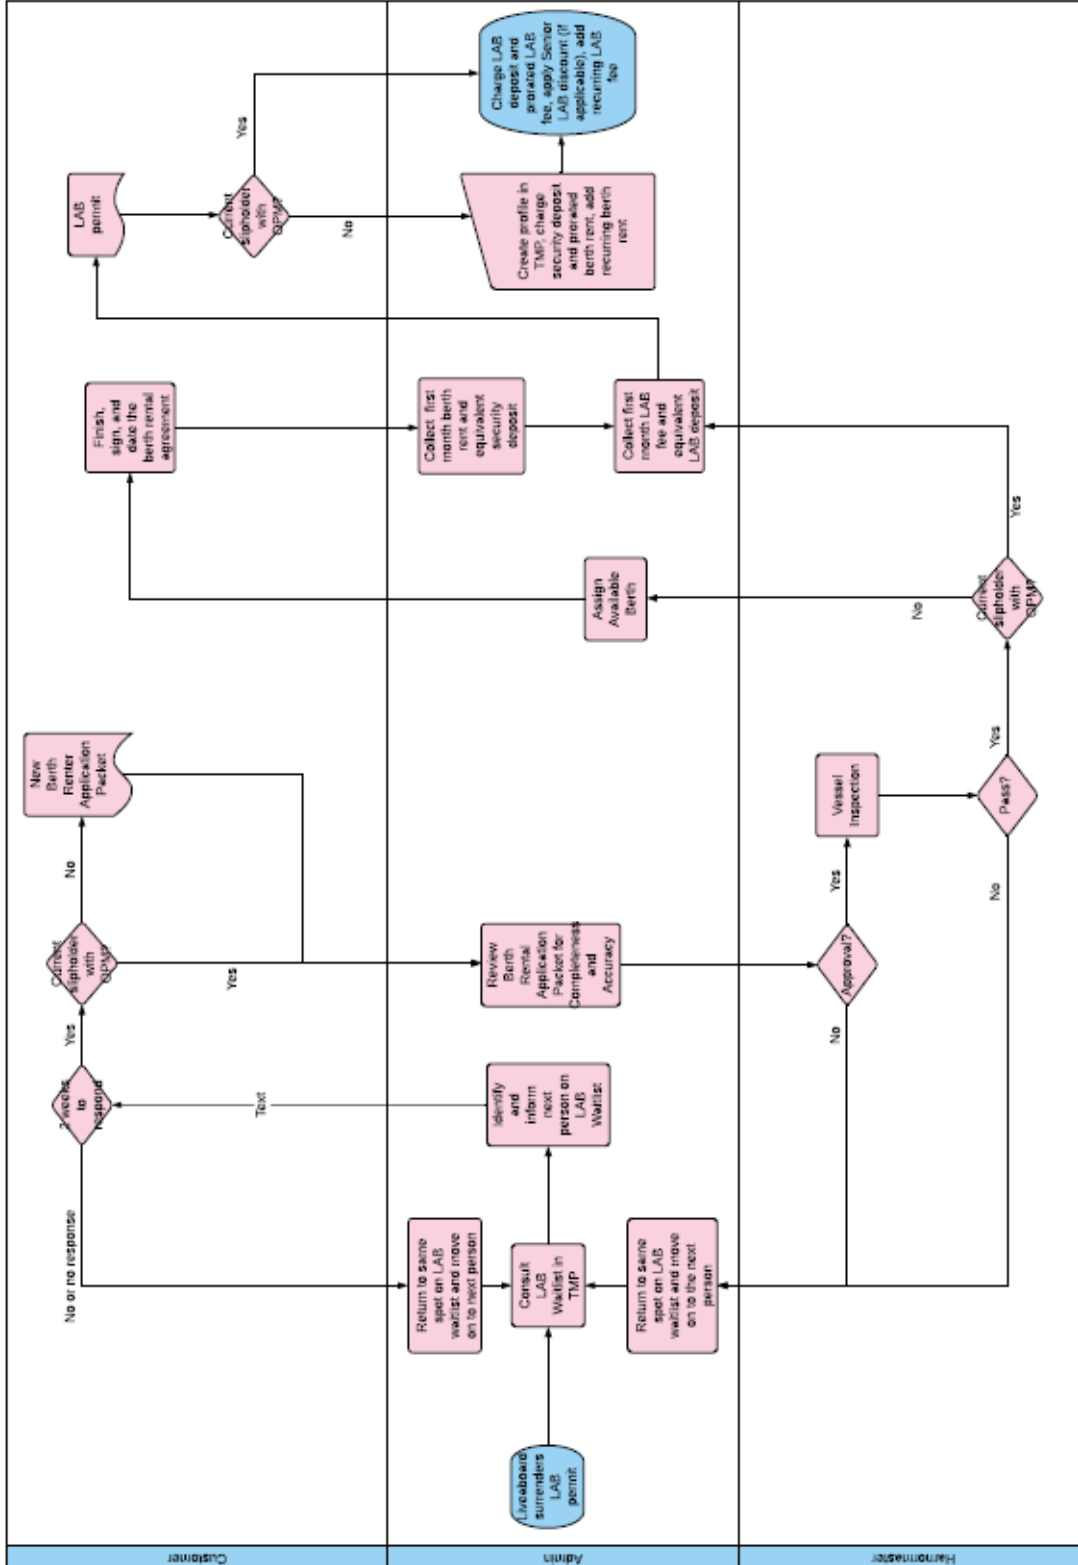 Customer
No or no response
2 weeks
to
respond
Yes
Current
slipholder
with
OPM?
No
New
Berth
Renter
Application
Packet
Yes
Finish,
sign, and
date the
berth rental
agreement
LAB
permit
Current
slipholder
with
OPM?
Yes
No
Admin
Liveaboard
surrenders
LAB
permit
Return to same
spot on LAB
waitlist and move
on to next person
Consult
LAB
Waitlist in
TMP
Return to same
spot on LAB
waitlist and move
on to the next
person
Identify
and
inform
next
person on
LAB
Waitlist
Text
Review
Berth
Rental
Application
Packet for
Completeness
and
Accuracy
Assign
Available
Berth
Collect first
month berth
rent and
equivalent
security
deposit
Collect first
month LAB
fee and
equivalent
LAB deposit
Create profile in
TMP, charge
security deposit
and prorated
berth rent, add
recurring berth
rent
Charge LAB
deposit and
prorated LAB
fee, apply Senior
LAB discount (if
applicable), add
recurring LAB
fee
Harbormaster
Approval?
No
Yes
Vessel
Inspection
Pass?
No
Yes
Current
slipholder
with
OPM?
No
Yes